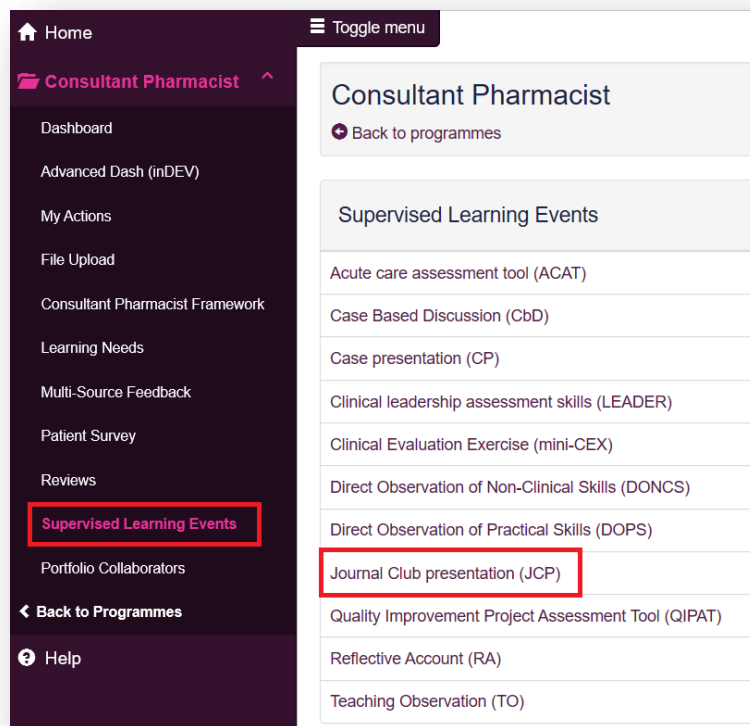 Home
Consultant Pharmacist
Dashboard
Advanced Dash (inDEV)
My Actions
File Upload
Consultant Pharmacist Framework
Learning Needs
Multi-Source Feedback
Patient Survey
Reviews
Supervised Learning Events
Portfolio Collaborators
Back to Programmes
Help
Toggle menu
Consultant Pharmacist
Back to programmes
Supervised Learning Events
Acute care assessment tool (ACAT)
Case Based Discussion (CbD)
Case presentation (CP)
Clinical leadership assessment skills (LEADER)
Clinical Evaluation Exercise (mini-CEX)
Direct Observation of Non-Clinical Skills (DONCS)
Direct Observation of Practical Skills (DOPS)
Journal Club presentation (JCP)
Quality Improvement Project Assessment Tool (QIPAT)
Reflective Account (RA)
Teaching Observation (TO)